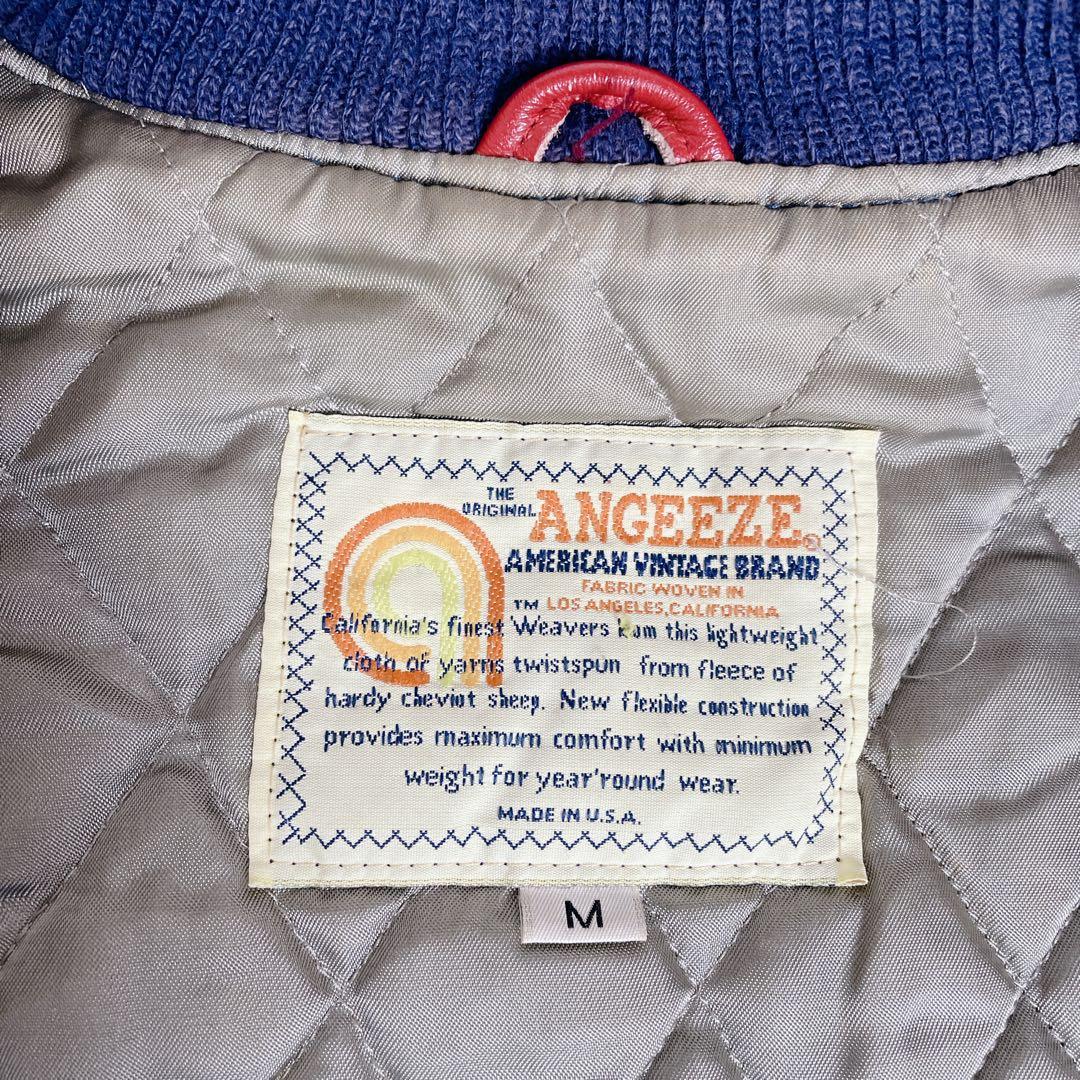 THE
ORIGINAL ANGEEZE®
AMERICAN VINTAGE BRAND
FABRIC WOVEN IN
TM LOS ANGELES, CALIFORNIA
California's finest Weavers this lightweight
cloth of yarns twistspun from fleece of
hardy cheviot sheep. New flexible construction
provides maximum comfort with minimum
weight for year'round wear.
MADE IN U.S.A.
M